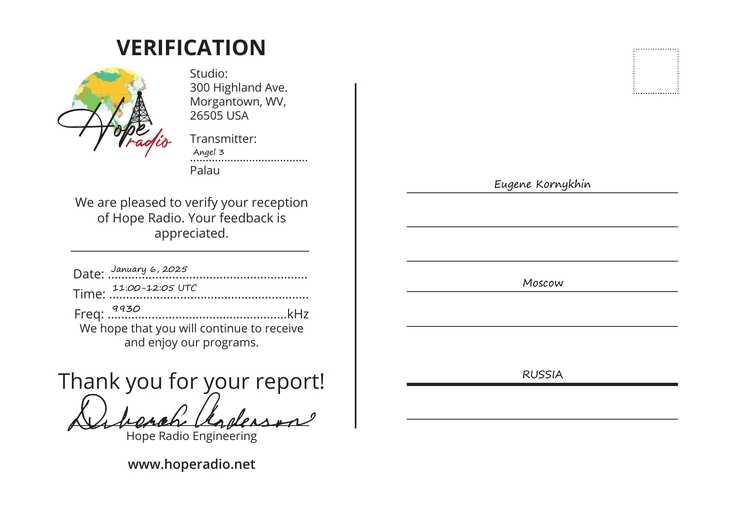 VERIFICATION
Hope
radio
Studio:
300 Highland Ave.
Morgantown, WV,
26505 USA
Transmitter:
Angel 3
Palau
We are pleased to verify your reception
of Hope Radio. Your feedback is
appreciated.
Date: January 6, 2025
Time: 11:00-12:05 UTC
Freq: 9930 kHz
We hope that you will continue to receive
and enjoy our programs.
Thank you for your report!
Deborah Anderson
Hope Radio Engineering
www.hoperadio.net
Eugene Kornykhin
Moscow
RUSSIA